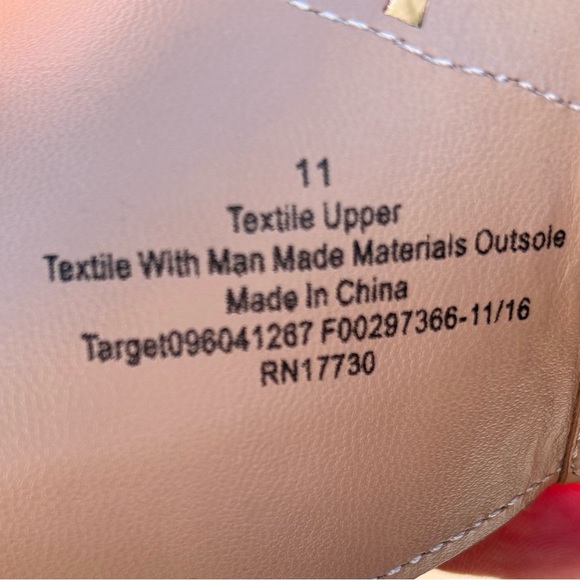 11
Textile Upper
Textile With Man Made Materials Outsole
Made In China
Target096041267 F00297366-11/16
RN17730